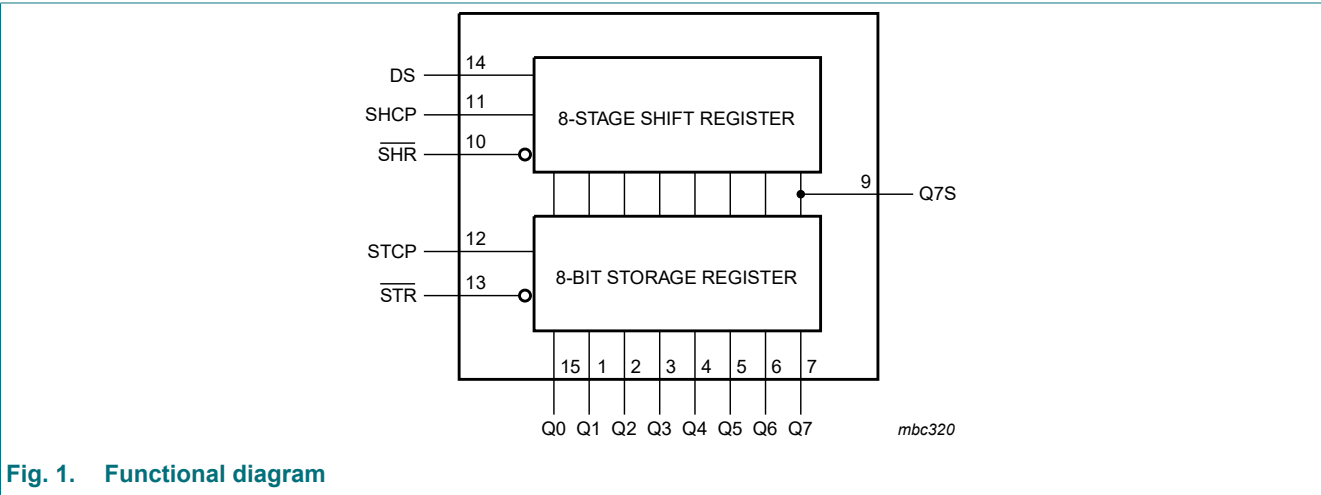 DS 14
SHCP 11
SHR 10
8-STAGE SHIFT REGISTER
9 Q7S
STCP 12
STR 13
8-BIT STORAGE REGISTER
15 1 2 3 4 5 6 7
Q0 Q1 Q2 Q3 Q4 Q5 Q6 Q7
mbc320
Fig. 1. Functional diagram